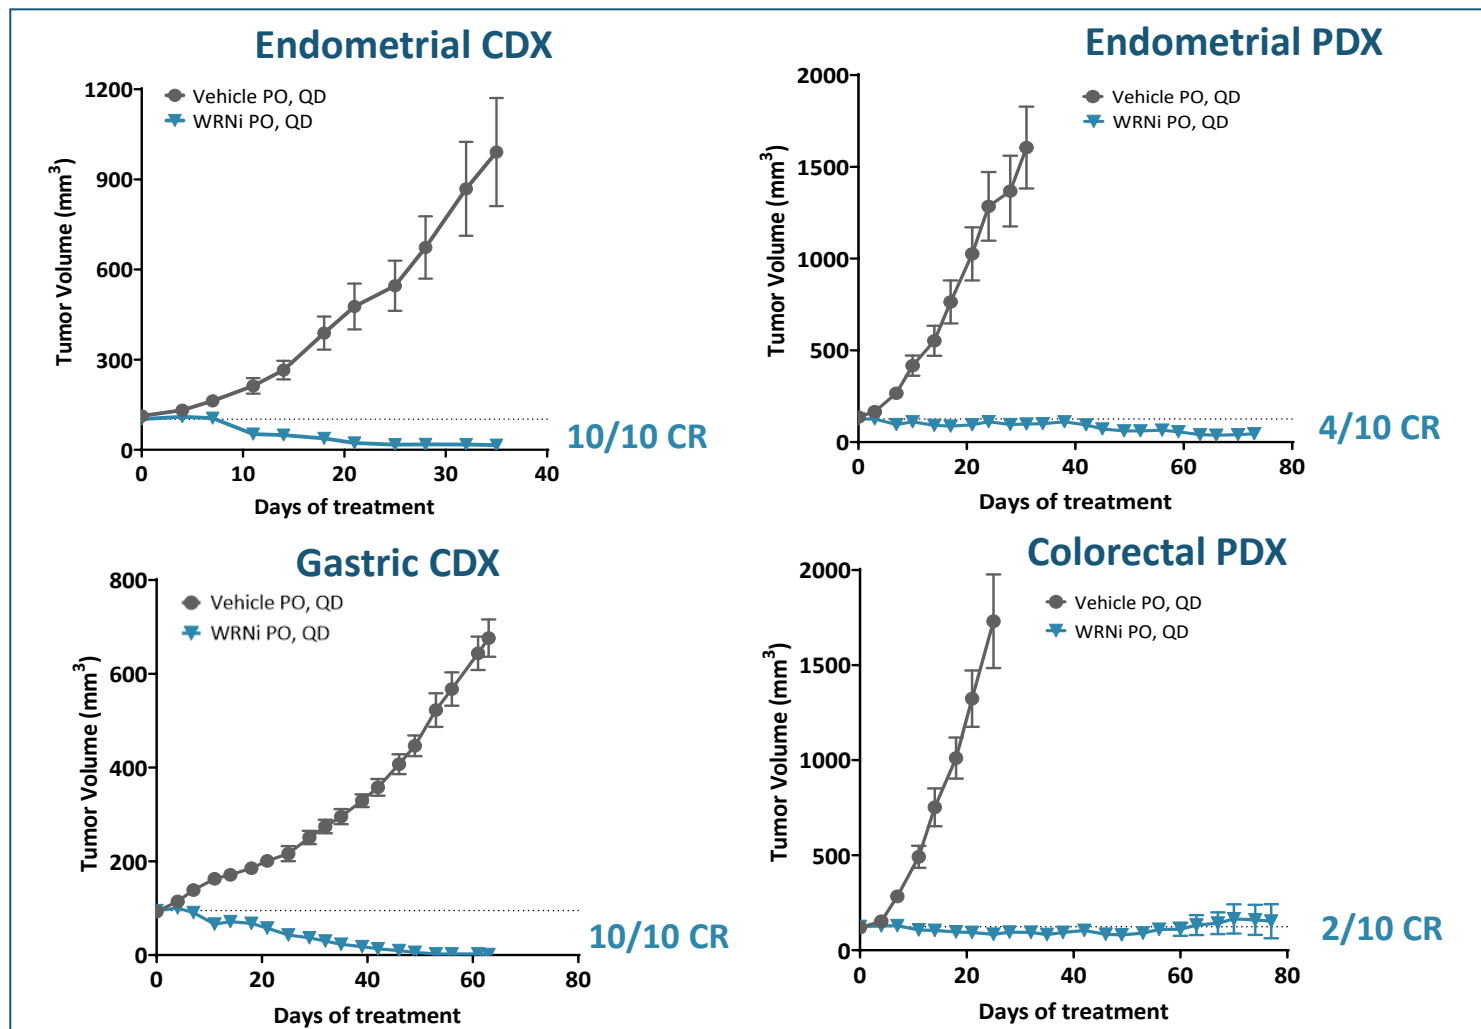 Endometrial CDX
Vehicle PO, QD
WRNi PO, QD
Tumor Volume (mm³)
1200
900
600
300
0
0
10
20
30
40
Days of treatment
10/10 CR
Endometrial PDX
Vehicle PO, QD
WRNi PO, QD
Tumor Volume (mm³)
2000
1500
1000
500
0
0
20
40
60
80
Days of treatment
4/10 CR
Gastric CDX
Vehicle PO, QD
WRNi PO, QD
Tumor Volume (mm³)
800
600
400
200
0
0
20
40
60
80
Days of treatment
10/10 CR
Colorectal PDX
Vehicle PO, QD
WRNi PO, QD
Tumor Volume (mm³)
2000
1500
1000
500
0
0
20
40
60
80
Days of treatment
2/10 CR